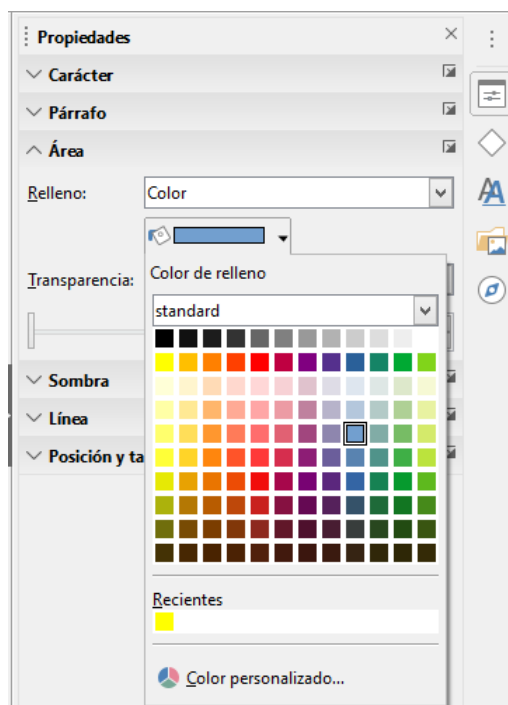 Propiedades
Carácter
Párrafo
Área
Relleno: Color
Transparencia:
Color de relleno
standard
Sombra
Línea
Posición y ta
Recientes
Color personalizado...